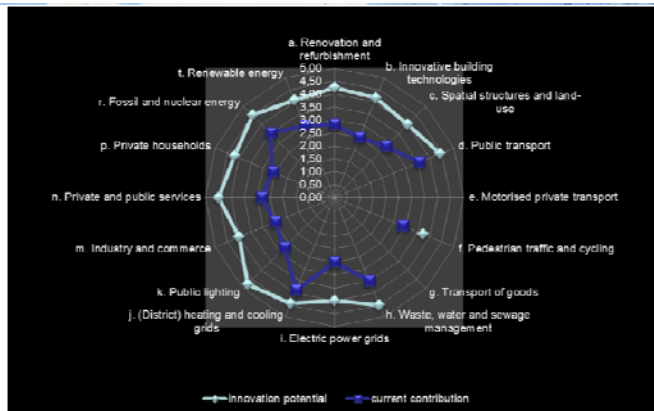 a. Renovation and
refurbishment
b. Innovative building
technologies
c. Spatial structures and land-
use
d. Public transport
e. Motorised private transport
f. Pedestrian traffic and cycling
g. Transport of goods
h. Waste, water and sewage
management
i. Electric power grids
j. (District) heating and cooling
grids
k. Public lighting
m. Industry and commerce
n. Private and public services
p. Private households
r. Fossil and nuclear energy
t. Renewable energy
5,00
4,50
4,00
3,50
3,00
2,50
2,00
1,50
1,00
0,50
0,00
innovation potential
current contribution